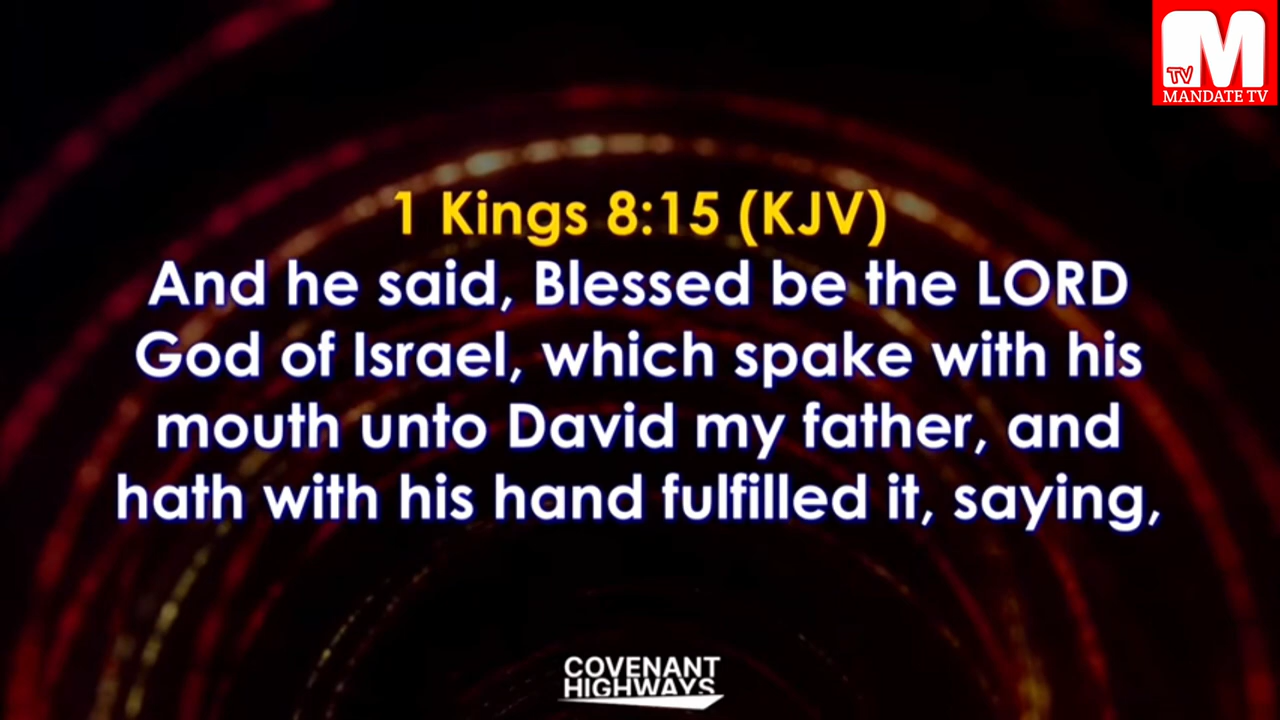 M
TV
MANDATE TV
1 Kings 8:15 (KJV)
And he said, Blessed be the LORD
God of Israel, which spake with his
mouth unto David my father, and
hath with his hand fulfilled it, saying,
COVENANT
HIGHWAYS